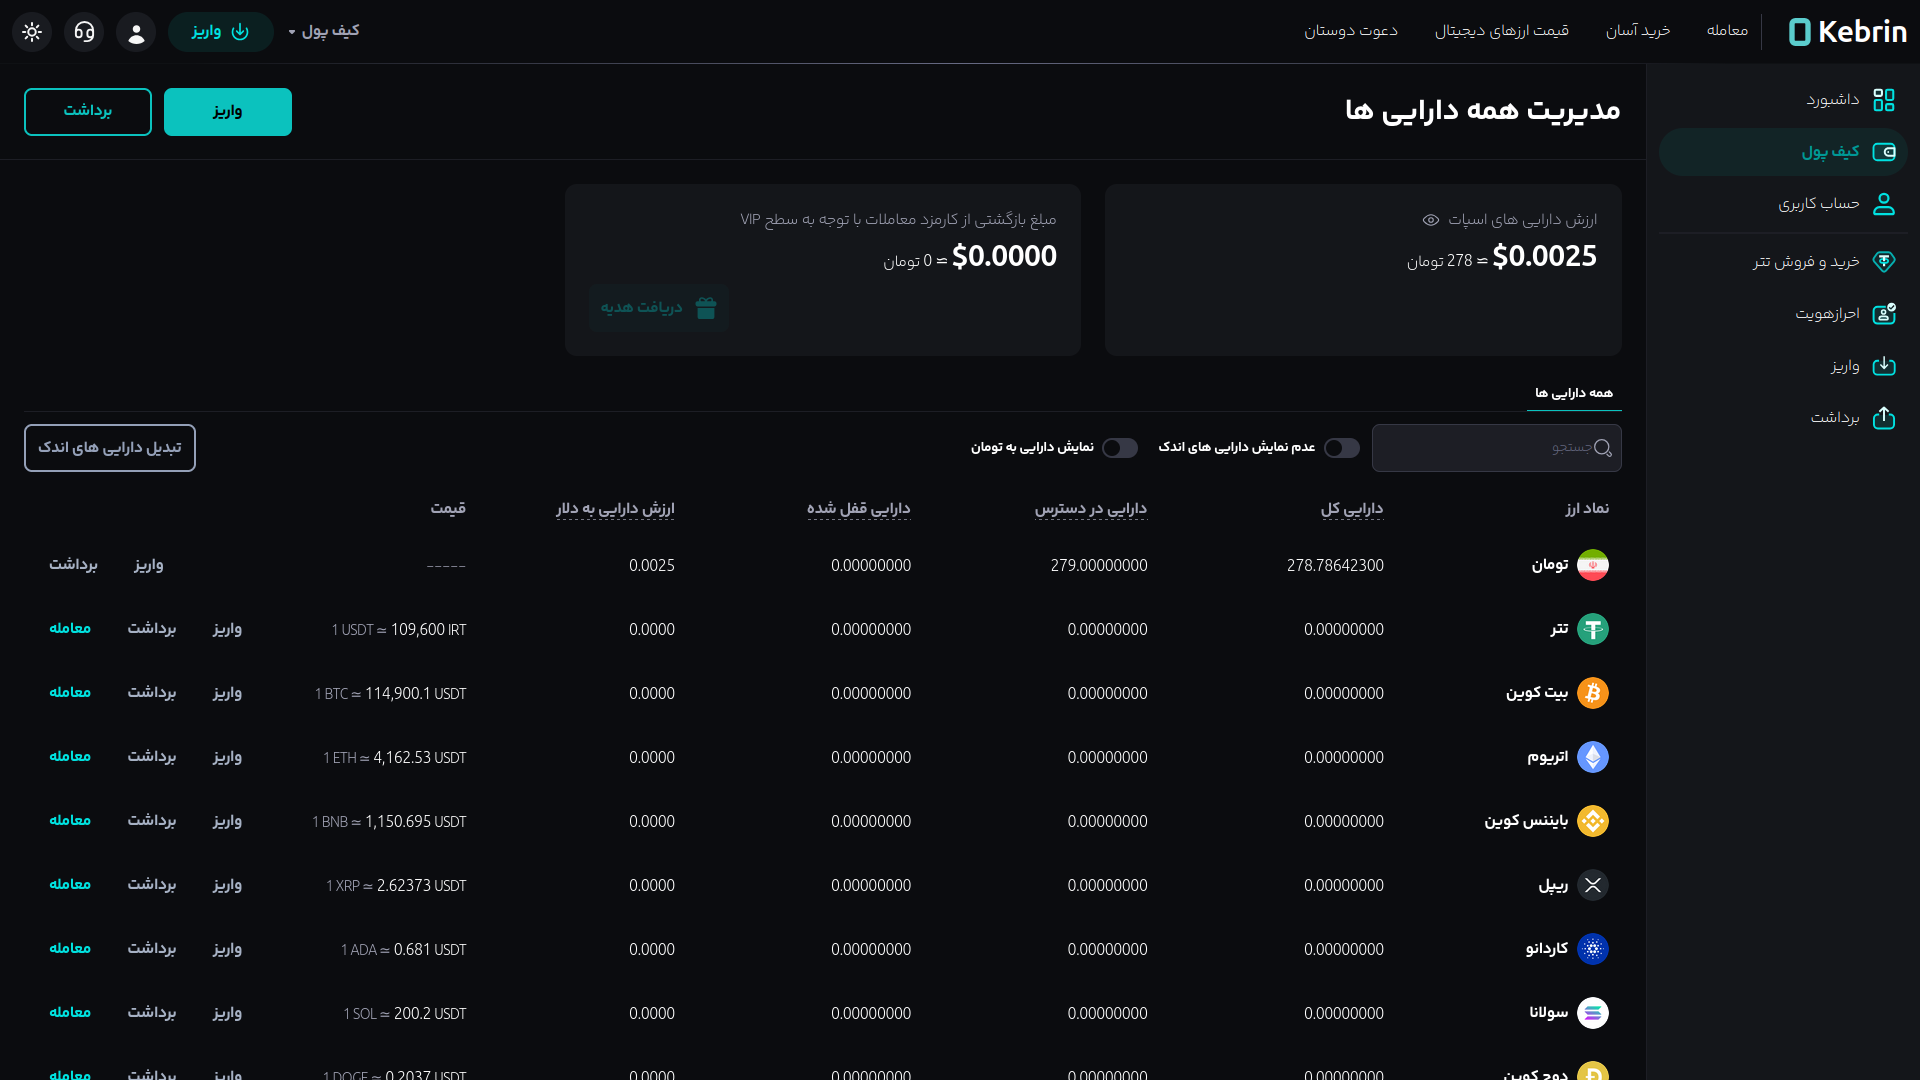 Kebrin
معامله
خرید آسان
قیمت ارزهای دیجیتال
دعوت دوستان
کیف پول
واریز
داشبورد
کیف پول
حساب کاربری
خرید و فروش تتر
احرازهویت
واریز
برداشت
مدیریت همه دارایی ها
واریز
برداشت
ارزش دارایی های اسپات
$0.0025 ≃ 278 تومان
مبلغ بازگشتی از کارمزد معاملات با توجه به سطح VIP
$0.0000 ≃ 0 تومان
دریافت هدیه
همه دارایی ها
جستجو
عدم نمایش دارایی های اندک
نمایش دارایی به تومان
تبدیل دارایی های اندک
نماد ارز دارایی کل دارایی در دسترس دارایی قفل شده ارزش دارایی به دلار قیمت
تومان 278.78642300 279.00000000 0.00000000 0.0025 ----- واریز برداشت
تتر 0.00000000 0.00000000 0.00000000 0.0000 1 USDT ≃ 109,600 IRT واریز برداشت معامله
بیت کوین 0.00000000 0.00000000 0.00000000 0.0000 1 BTC ≃ 114,900.1 USDT واریز برداشت معامله
اتریوم 0.00000000 0.00000000 0.00000000 0.0000 1 ETH ≃ 4,162.53 USDT واریز برداشت معامله
بایننس کوین 0.00000000 0.00000000 0.00000000 0.0000 1 BNB ≃ 1,150.695 USDT واریز برداشت معامله
ریپل 0.00000000 0.00000000 0.00000000 0.0000 1 XRP ≃ 2.62373 USDT واریز برداشت معامله
کاردانو 0.00000000 0.00000000 0.00000000 0.0000 1 ADA ≃ 0.681 USDT واریز برداشت معامله
سولانا 0.00000000 0.00000000 0.00000000 0.0000 1 SOL ≃ 200.2 USDT واریز برداشت معامله
دوج کوین 0.00000000 0.00000000 0.00000000 0.0000 1 DOGE ≃ 0.2037 USDT واریز برداشت معامله